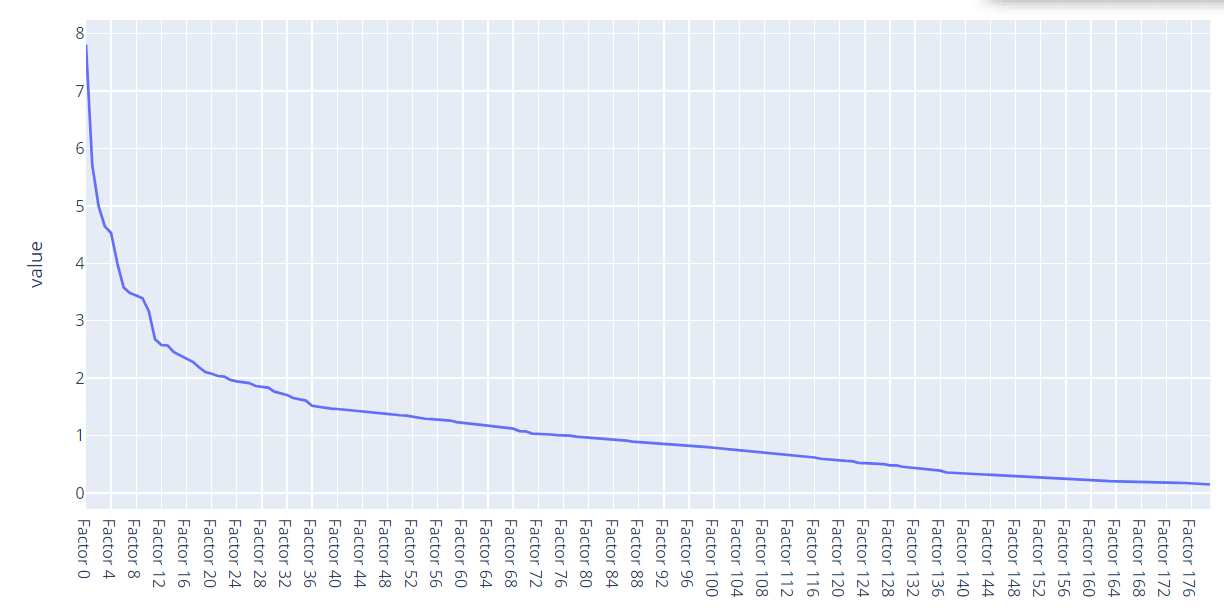 8
7
6
5
4
3
2
1
0
value
Factor 0
Factor 4
Factor 8
Factor 12
Factor 16
Factor 20
Factor 24
Factor 28
Factor 32
Factor 36
Factor 40
Factor 44
Factor 48
Factor 52
Factor 56
Factor 60
Factor 64
Factor 68
Factor 72
Factor 76
Factor 80
Factor 84
Factor 88
Factor 92
Factor 96
Factor 100
Factor 104
Factor 108
Factor 112
Factor 116
Factor 120
Factor 124
Factor 128
Factor 132
Factor 136
Factor 140
Factor 144
Factor 148
Factor 152
Factor 156
Factor 160
Factor 164
Factor 168
Factor 172
Factor 176